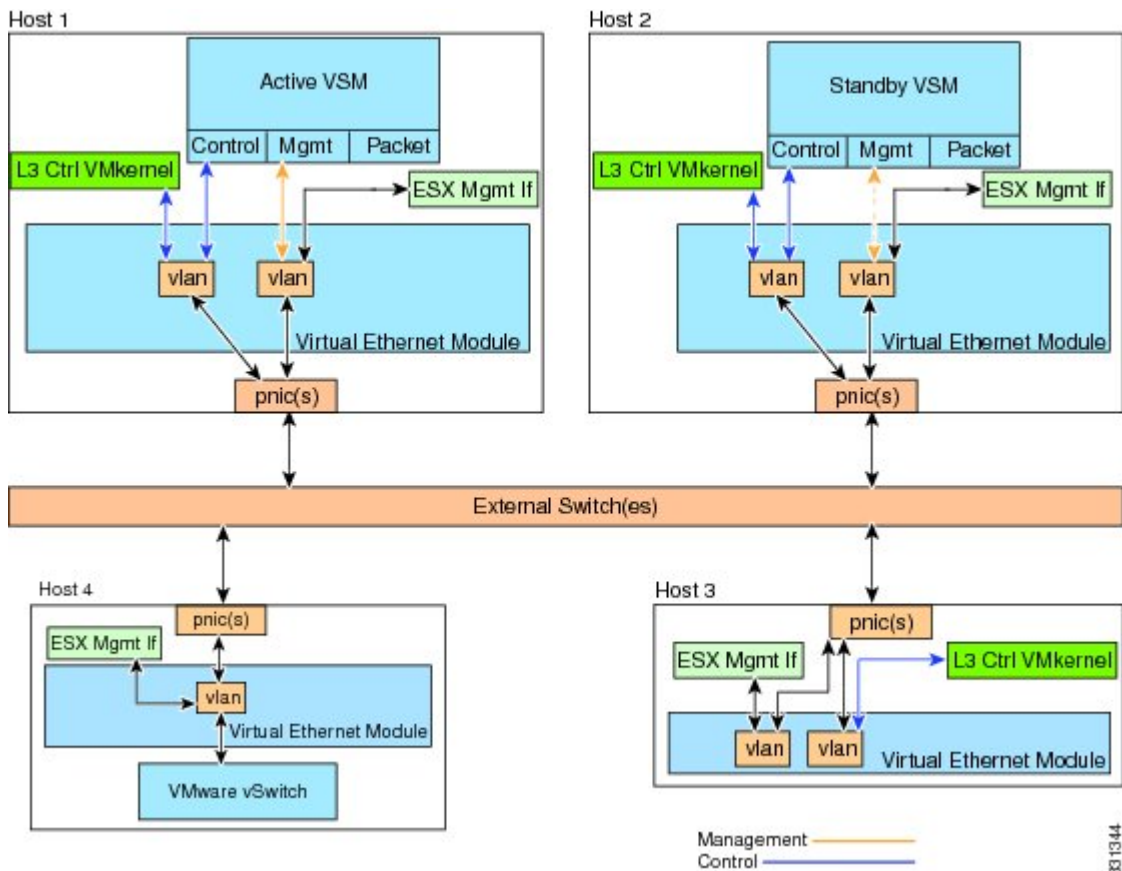 Host 1
Active VSM
Control
Mgmt
Packet
L3 Ctrl VMkernel
ESX Mgmt If
vlan
vlan
Virtual Ethernet Module
pnic(s)
Host 2
Standby VSM
Control
Mgmt
Packet
L3 Ctrl VMkernel
ESX Mgmt If
vlan
vlan
Virtual Ethernet Module
pnic(s)
External Switch(es)
Host 4
pnic(s)
ESX Mgmt If
vlan
Virtual Ethernet Module
VMware vSwitch
Host 3
pnic(s)
ESX Mgmt If
L3 Ctrl VMkernel
vlan
vlan
Virtual Ethernet Module
Management
Control
331344